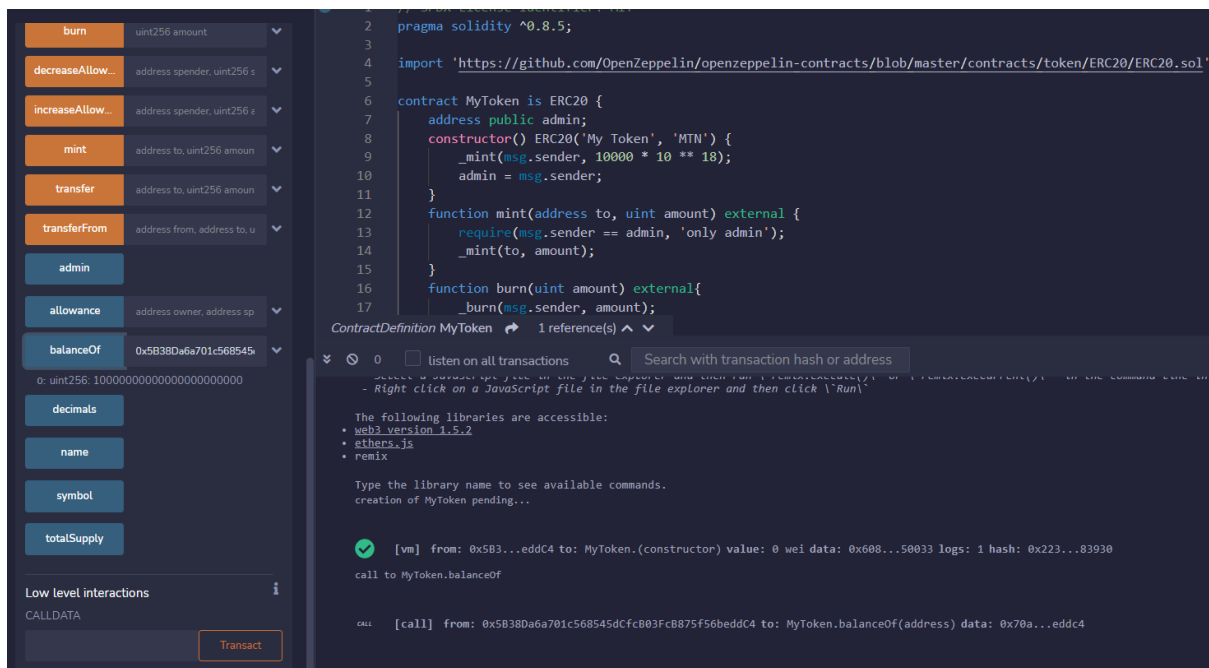 burn
uint256 amount
decreaseAllow...
address spender, uint256 s
increaseAllow...
address spender, uint256 a
mint
address to, uint256 amoun
transfer
address to, uint256 amoun
transferFrom
address from, address to, u
admin
allowance
address owner, address sp
balanceOf
0x5B38Da6a701c568545
0: uint256: 10000000000000000000000
decimals
name
symbol
totalSupply
Low level interactions
i
CALLDATA
Transact
1 // SPDX-License-Identifier: MIT
2 pragma solidity ^0.8.5;
3
4 import 'https://github.com/OpenZeppelin/openzeppelin-contracts/blob/master/contracts/token/ERC20/ERC20.sol'
5
6 contract MyToken is ERC20 {
7 address public admin;
8 constructor() ERC20('My Token', 'MTN') {
9 _mint(msg.sender, 10000 * 10 ** 18);
10 admin = msg.sender;
11 }
12 function mint(address to, uint amount) external {
13 require(msg.sender == admin, 'only admin');
14 _mint(to, amount);
15 }
16 function burn(uint amount) external{
17 _burn(msg.sender, amount);
ContractDefinition MyToken 1 reference(s)
0 listen on all transactions Search with transaction hash or address
- Right click on a JavaScript file in the file explorer and then click \`Run\`
The following libraries are accessible:
• web3 version 1.5.2
• ethers.js
• remix
Type the library name to see available commands.
creation of MyToken pending...
[vm] from: 0x5B3...eddC4 to: MyToken.(constructor) value: 0 wei data: 0x608...50033 logs: 1 hash: 0x223...83930
call to MyToken.balanceOf
CALL [call] from: 0x5B38Da6a701c568545dCfcB03FcB875f56beddC4 to: MyToken.balanceOf(address) data: 0x70a...eddc4